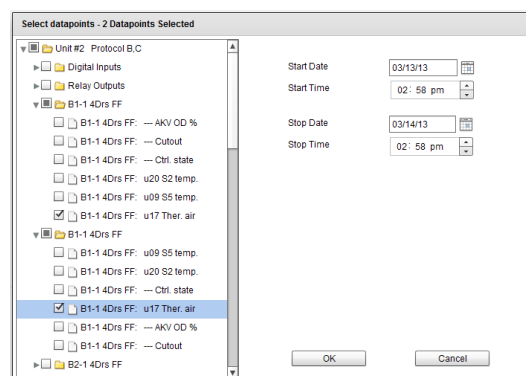 Select datapoints - 2 Datapoints Selected
Unit #2 Protocol B,C
Digital Inputs
Relay Outputs
B1-1 4Drs FF
B1-1 4Drs FF: --- AKV OD %
B1-1 4Drs FF: --- Cutout
B1-1 4Drs FF: --- Ctrl. state
B1-1 4Drs FF: u20 S2 temp.
B1-1 4Drs FF: u09 S5 temp.
B1-1 4Drs FF: u17 Ther. air
B1-1 4Drs FF
B1-1 4Drs FF: u09 S5 temp.
B1-1 4Drs FF: u20 S2 temp.
B1-1 4Drs FF: --- Ctrl. state
B1-1 4Drs FF: u17 Ther. air
B1-1 4Drs FF: --- AKV OD %
B1-1 4Drs FF: --- Cutout
B2-1 4Drs FF
Start Date 03/13/13
Start Time 02: 58 pm
Stop Date 03/14/13
Stop Time 02: 58 pm
OK Cancel